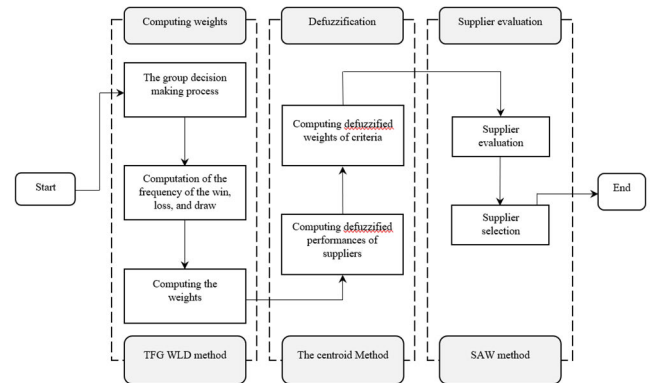 Computing weights
Defuzzification
Supplier evaluation
The group decision
making process
Computing defuzzified
weights of criteria
Supplier
evaluation
Start
Computation of the
frequency of the win,
loss, and draw
End
Computing defuzzified
performances of
suppliers
Supplier
selection
Computing the
weights
TFG WLD method
The centroid Method
SAW method